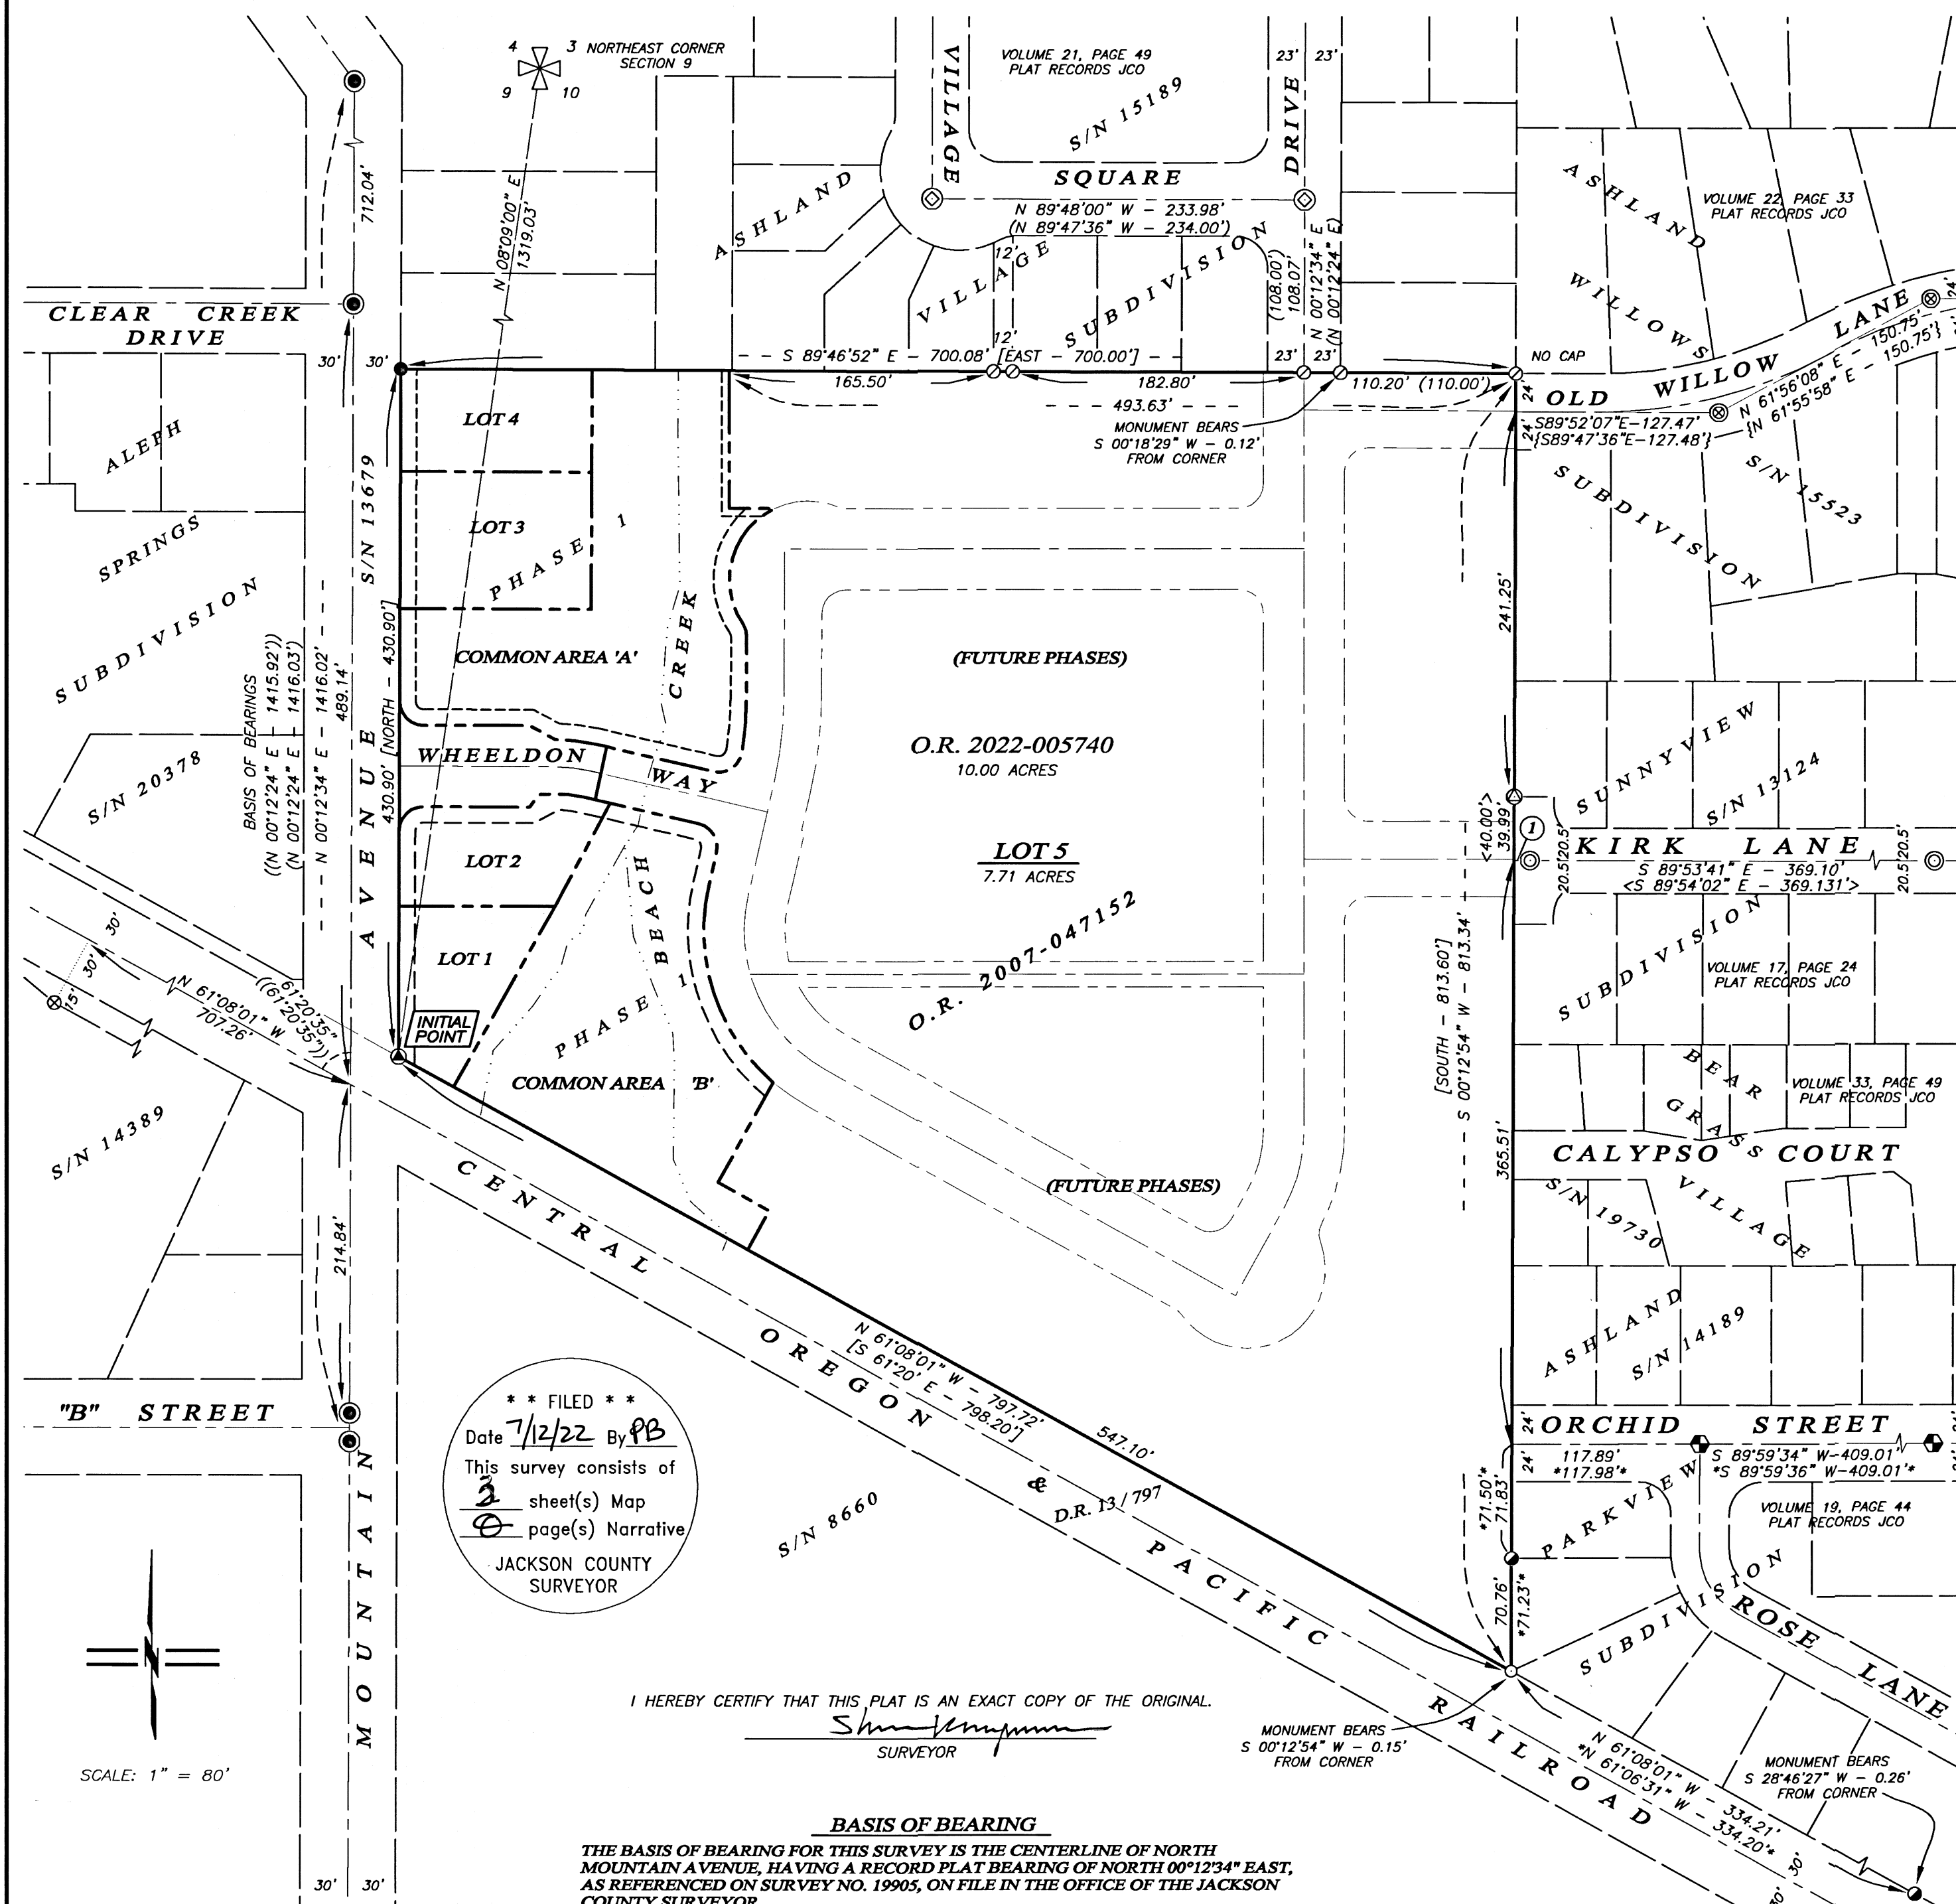 4 3 NORTHEAST CORNER
SECTION 9
9 10
N 08°09'00" E
1319.03'
712.04'
VILLAGE
VOLUME 21, PAGE 49
PLAT RECORDS JCO
S/N 15189
23' 23'
DRIVE
SQUARE
N 89°48'00" W - 233.98'
(N 89°47'36" W - 234.00')
ASHLAND
VILLAGE
SUBDIVISION
12'
12'
(108.00')
108.07'
N 00°12'34" E
(N 00°12'24" E)
ASHLAND
WILLOWS
VOLUME 22, PAGE 33
PLAT RECORDS JCO
CLEAR CREEK
DRIVE
30' 30'
- - S 89°46'52" E - 700.08' [EAST - 700.00'] - -
23' 23'
165.50'
182.80'
110.20' (110.00')
- - - 493.63' - - -
MONUMENT BEARS
S 00°18'29" W - 0.12'
FROM CORNER
NO CAP
24'
24'
OLD WILLOW LANE
24'
N 61°56'08" E - 150.75'
{N 61°55'58" E - 150.75'}
S89°52'07"E-127.47'
{S89°47'36"E-127.48'}
SUBDIVISION
S/N 15523
ALEPH
SPRINGS
SUBDIVISION
S/N 20378
S/N 13679
LOT 4
LOT 3
PHASE 1
COMMON AREA 'A'
CREEK
BASIS OF BEARINGS
((N 00°12'24" E - 1415.92'))
(N 00°12'24" E - 1416.03')
- - - N 00°12'34" E - 1416.02' - - -
489.14'
430.90' [NORTH - 430.90']
AVENUE
WHEELDON
WAY
LOT 2
LOT 1
BEACH
PHASE 1
COMMON AREA 'B'
INITIAL
POINT
(FUTURE PHASES)
O.R. 2022-005740
10.00 ACRES
LOT 5
7.71 ACRES
O.R. 2007-047152
(FUTURE PHASES)
241.25'
<40.00'>
39.99'
1
20.5' 20.5'
KIRK LANE
20.5' 20.5'
S 89°53'41" E - 369.10'
<S 89°54'02" E - 369.131'>
SUNNYVIEW
S/N 13124
SUBDIVISION
VOLUME 17, PAGE 24
PLAT RECORDS JCO
[SOUTH - 813.60']
- - - S 00°12'54" W - 813.34' - - -
365.51'
BEAR
GRASS
VILLAGE
VOLUME 33, PAGE 49
PLAT RECORDS JCO
CALYPSO COURT
S/N 19730
ASHLAND
S/N 14189
30'
30'
15'
N 61°08'01" W
707.26'
61°20'35"
((61°20'35"))
S/N 14389
214.84'
"B" STREET
CENTRAL
OREGON
&
PACIFIC
RAILROAD
N 61°08'01" W - 797.72'
[S 61°20' E - 798.20']
547.10'
D.R. 13/797
S/N 8660
24'
24'
ORCHID STREET
117.89'
*117.98'*
S 89°59'34" W-409.01'
*S 89°59'36" W-409.01'*
*71.50'*
71.83'
70.76'
*71.23'*
PARKVIEW
SUBDIVISION
VOLUME 19, PAGE 44
PLAT RECORDS JCO
ROSE LANE
* * FILED * *
Date 7/12/22 By PB
This survey consists of
3 sheet(s) Map
0 page(s) Narrative
JACKSON COUNTY
SURVEYOR
MOUNTAIN
SCALE: 1" = 80'
30' 30'
I HEREBY CERTIFY THAT THIS PLAT IS AN EXACT COPY OF THE ORIGINAL.
SURVEYOR
MONUMENT BEARS
S 00°12'54" W - 0.15'
FROM CORNER
N 61°08'01" W - 334.21'
*N 61°06'31" W - 334.20'*
MONUMENT BEARS
S 28°46'27" W - 0.26'
FROM CORNER
30'
30'
BASIS OF BEARING
THE BASIS OF BEARING FOR THIS SURVEY IS THE CENTERLINE OF NORTH
MOUNTAIN AVENUE, HAVING A RECORD PLAT BEARING OF NORTH 00°12'34" EAST,
AS REFERENCED ON SURVEY NO. 19905, ON FILE IN THE OFFICE OF THE JACKSON
COUNTY SURVEYOR